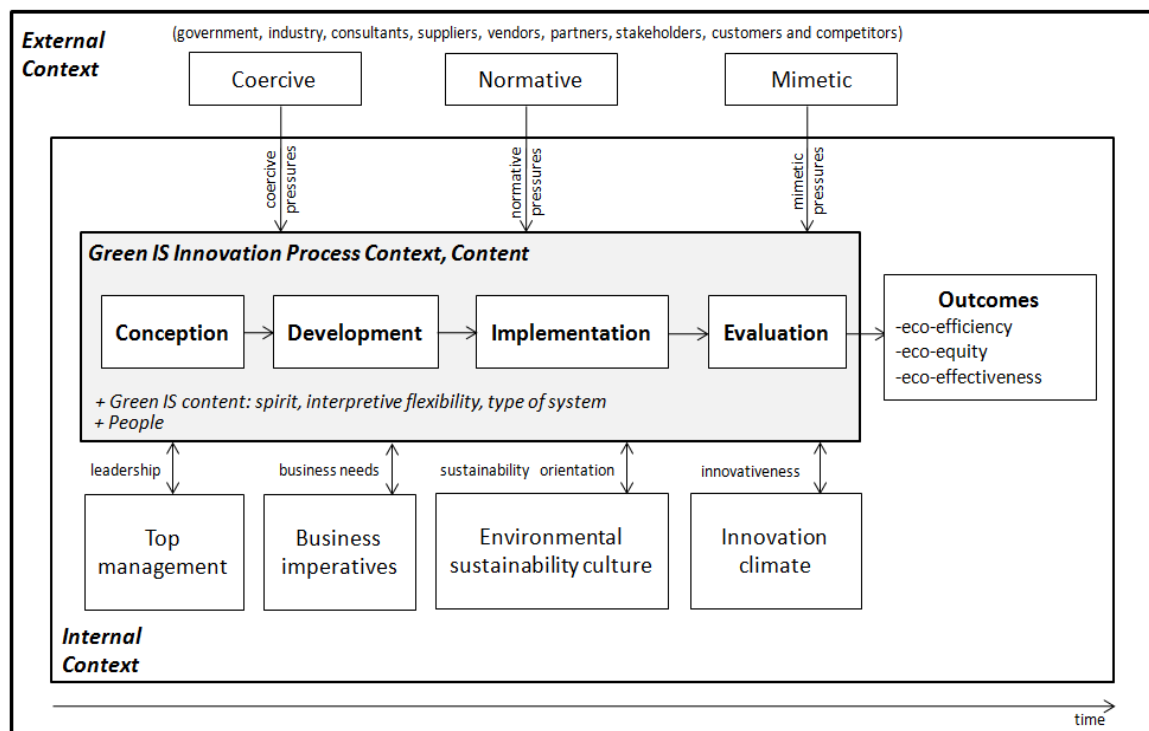 External
Context
(government, industry, consultants, suppliers, vendors, partners, stakeholders, customers and competitors)
Coercive
Normative
Mimetic
coercive
pressures
normative
pressures
mimetic
pressures
Green IS Innovation Process Context, Content
Conception
Development
Implementation
Evaluation
Outcomes
-eco-efficiency
-eco-equity
-eco-effectiveness
+ Green IS content: spirit, interpretive flexibility, type of system
+ People
leadership
business needs
sustainability orientation
innovativeness
Top
management
Business
imperatives
Environmental
sustainability culture
Innovation
climate
Internal
Context
time